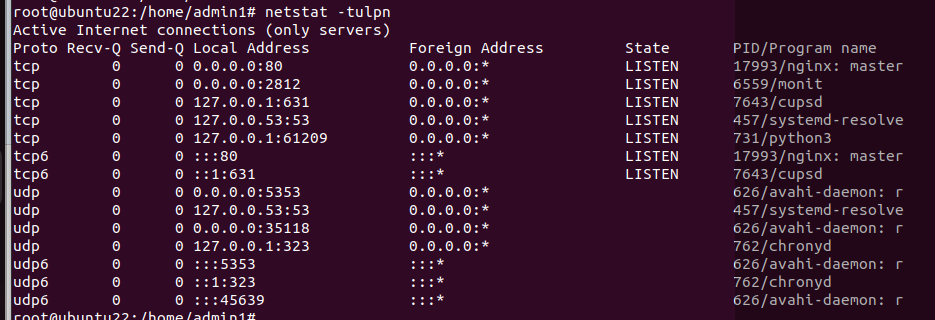 root@ubuntu22:/home/admin1# netstat -tulpn
Active Internet connections (only servers)
Proto Recv-Q Send-Q Local Address           Foreign Address         State       PID/Program name
tcp        0      0 0.0.0.0:80              0.0.0.0:*               LISTEN      17993/nginx: master
tcp        0      0 0.0.0.0:2812            0.0.0.0:*               LISTEN      6559/monit
tcp        0      0 127.0.0.1:631           0.0.0.0:*               LISTEN      7643/cupsd
tcp        0      0 127.0.0.53:53           0.0.0.0:*               LISTEN      457/systemd-resolve
tcp        0      0 127.0.0.1:61209         0.0.0.0:*               LISTEN      731/python3
tcp6       0      0 :::80                   :::*                    LISTEN      17993/nginx: master
tcp6       0      0 ::1:631                 :::*                    LISTEN      7643/cupsd
udp        0      0 0.0.0.0:5353            0.0.0.0:*                           626/avahi-daemon: r
udp        0      0 127.0.0.53:53           0.0.0.0:*                           457/systemd-resolve
udp        0      0 0.0.0.0:35118           0.0.0.0:*                           626/avahi-daemon: r
udp        0      0 127.0.0.1:323           0.0.0.0:*                           762/chronyd
udp6       0      0 :::5353                 :::*                                626/avahi-daemon: r
udp6       0      0 ::1:323                 :::*                                762/chronyd
udp6       0      0 :::45639                :::*                                626/avahi-daemon: r
root@ubuntu22:/home/admin1#